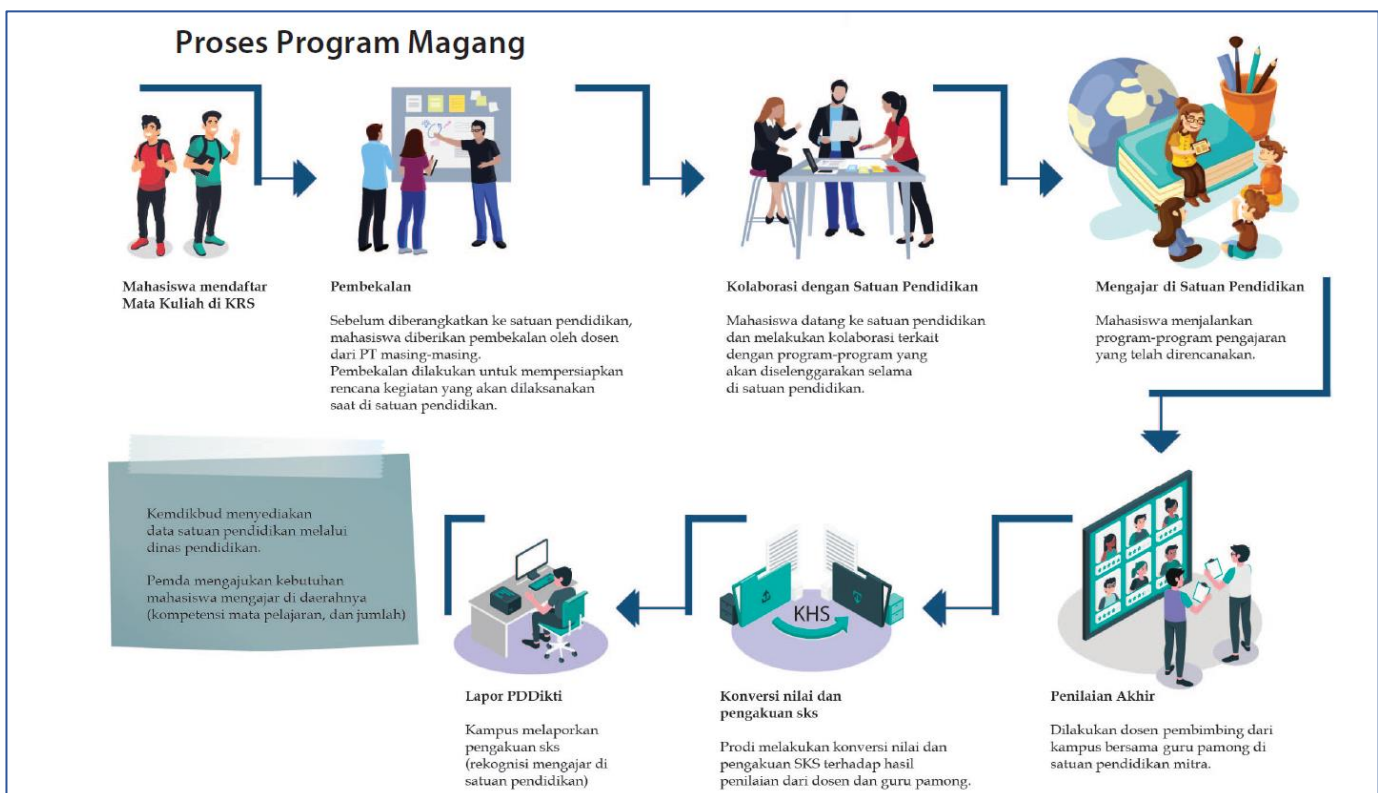 Proses Program Magang
Mahasiswa mendaftar
Mata Kuliah di KRS
Pembekalan
Sebelum diberangkatkan ke satuan pendidikan,
mahasiswa diberikan pembekalan oleh dosen
dari PT masing-masing.
Pembekalan dilakukan untuk mempersiapkan
rencana kegiatan yang akan dilaksanakan
saat di satuan pendidikan.
Kolaborasi dengan Satuan Pendidikan
Mahasiswa datang ke satuan pendidikan
dan melakukan kolaborasi terkait
dengan program-program yang
akan diselenggarakan selama
di satuan pendidikan.
Mengajar di Satuan Pendidikan
Mahasiswa menjalankan
program-program pengajaran
yang telah direncanakan.
Penilaian Akhir
Dilakukan dosen pembimbing dari
kampus bersama guru pamong di
satuan pendidikan mitra.
KHS
Konversi nilai dan
pengakuan sks
Prodi melakukan konversi nilai dan
pengakuan SKS terhadap hasil
penilaian dari dosen dan guru pamong.
Lapor PDDikti
Kampus melaporkan
pengakuan sks
(rekognisi mengajar di
satuan pendidikan)
Kemdikbud menyediakan
data satuan pendidikan melalui
dinas pendidikan.
Pemda mengajukan kebutuhan
mahasiswa mengajar di daerahnya
(kompetensi mata pelajaran, dan jumlah)